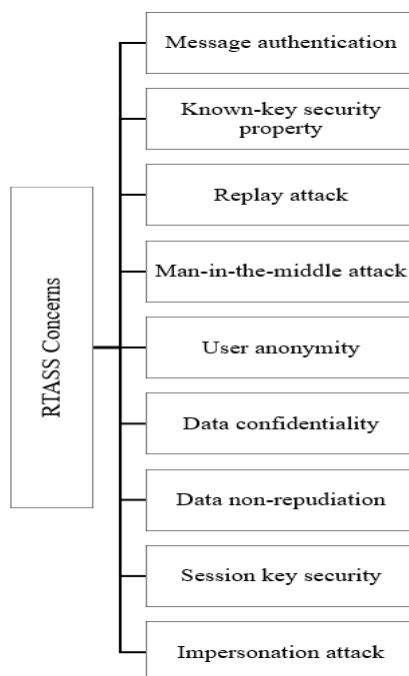 RTASS Concerns
Message authentication
Known-key security
property
Replay attack
Man-in-the-middle attack
User anonymity
Data confidentiality
Data non-repudiation
Session key security
Impersonation attack